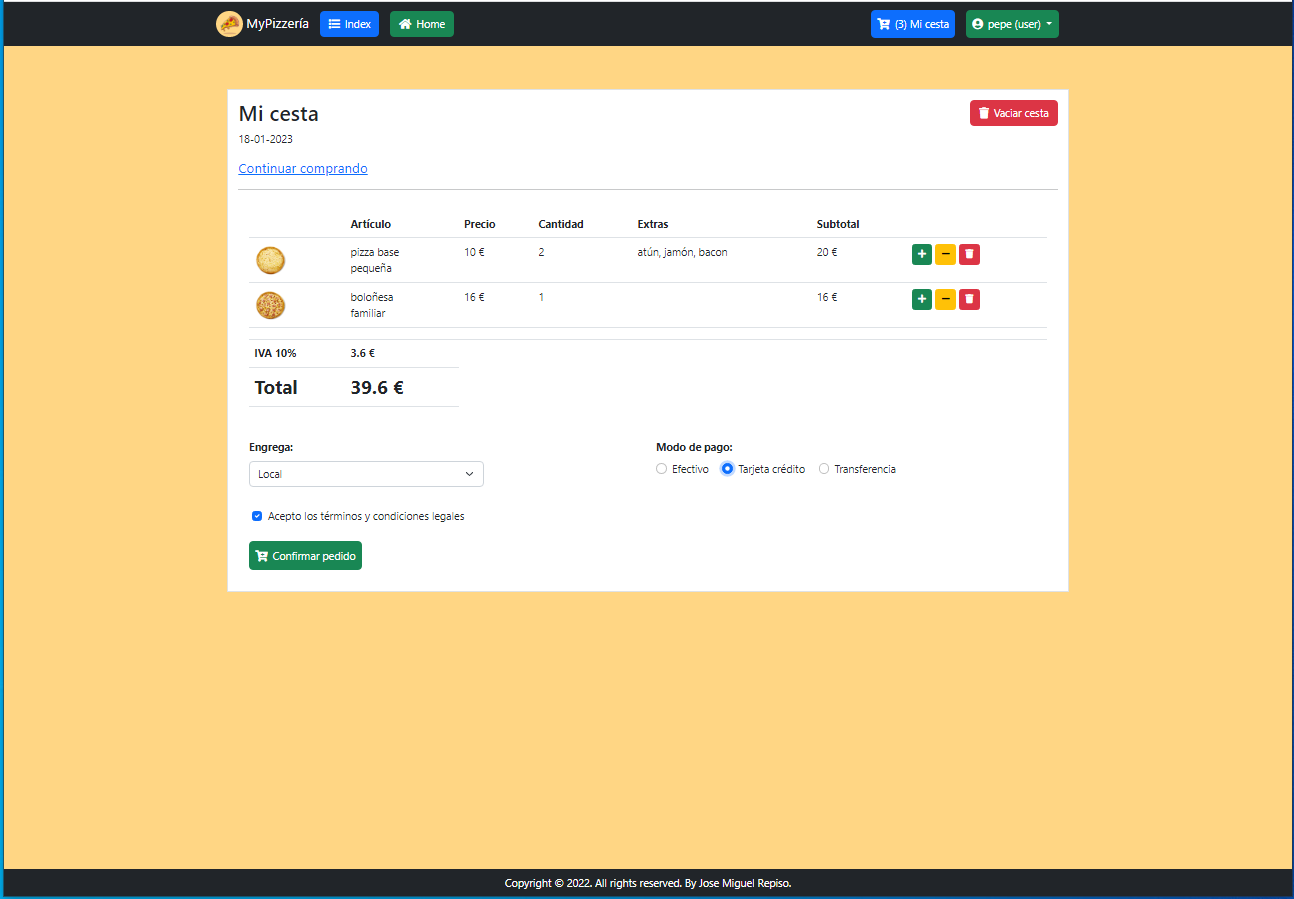 MyPizzería Index Home (3) Mi cesta pepe (user)
Mi cesta Vaciar cesta
18-01-2023
Continuar comprando
Artículo Precio Cantidad Extras Subtotal
pizza base 10 € 2 atún, jamón, bacon 20 €
pequeña
boloñesa 16 € 1 16 €
familiar
IVA 10% 3.6 €
Total 39.6 €
Engrega: Modo de pago:
Local Efectivo Tarjeta crédito Transferencia
Acepto los términos y condiciones legales
Confirmar pedido
Copyright © 2022. All rights reserved. By Jose Miguel Repiso.